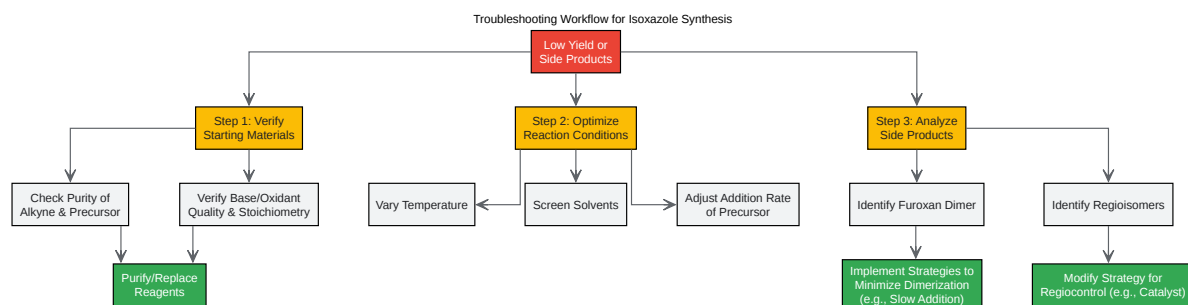 Troubleshooting Workflow for Isoxazole Synthesis
Low Yield or
Side Products
Step 1: Verify
Starting Materials
Step 2: Optimize
Reaction Conditions
Step 3: Analyze
Side Products
Check Purity of
Alkyne & Precursor
Verify Base/Oxidant
Quality & Stoichiometry
Vary Temperature
Screen Solvents
Adjust Addition Rate
of Precursor
Identify Furoxan Dimer
Identify Regioisomers
Purify/Replace
Reagents
Implement Strategies to
Minimize Dimerization
(e.g., Slow Addition)
Modify Strategy for
Regiocontrol (e.g., Catalyst)